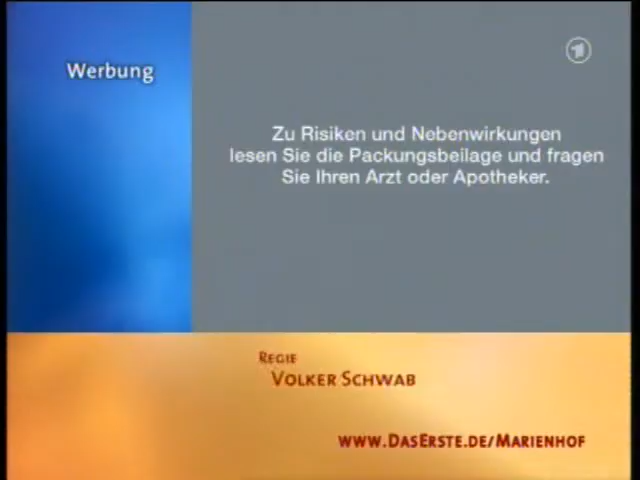 Werbung
1
Zu Risiken und Nebenwirkungen
lesen Sie die Packungsbeilage und fragen
Sie Ihren Arzt oder Apotheker.
REGIE
VOLKER SCHWAB
WWW.DASERSTE.DE/MARIENHOF